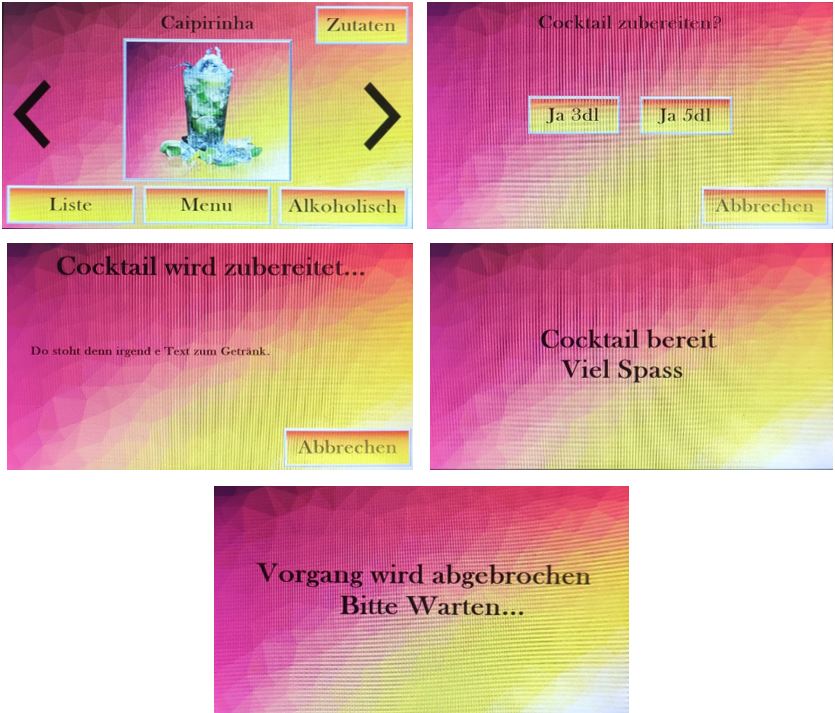 Caipirinha
Zutaten
Liste
Menu
Alkoholisch
Cocktail zubereiten?
Ja 3dl
Ja 5dl
Abbrechen
Cocktail wird zubereitet...
Do stoht denn irgend e Text zum Getränk.
Abbrechen
Cocktail bereit
Viel Spass
Vorgang wird abgebrochen
Bitte Warten...